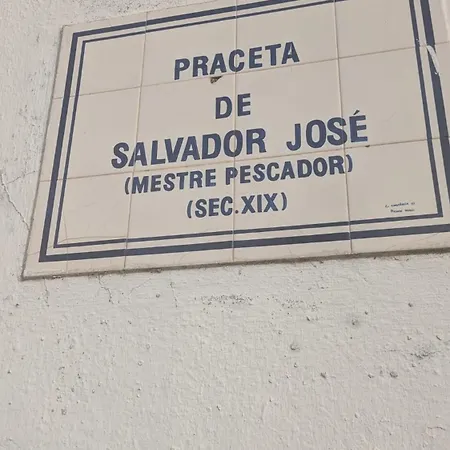 PRACETA
DE
SALVADOR JOSÉ
(MESTRE PESCADOR)
(SEC.XIX)